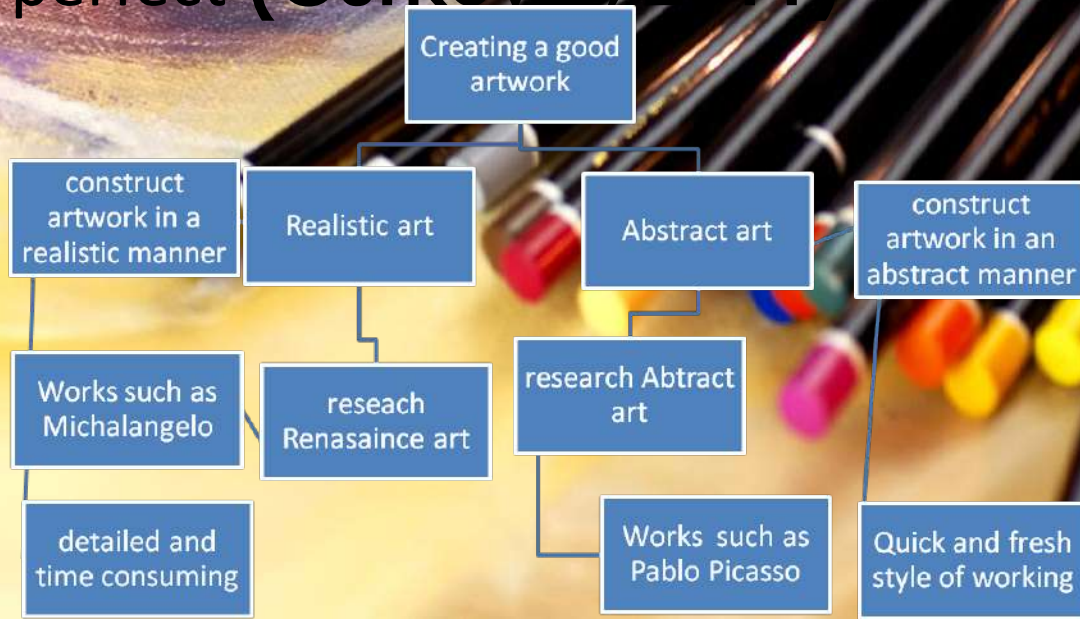 perfect
Creating a good
artwork
construct
artwork in a
realistic manner
Realistic art
Abstract art
construct
artwork in an
abstract manner
Works such as
Michalangelo
reseach
Renasaince art
research Abtract
art
detailed and
time consuming
Works such as
Pablo Picasso
Quick and fresh
style of working